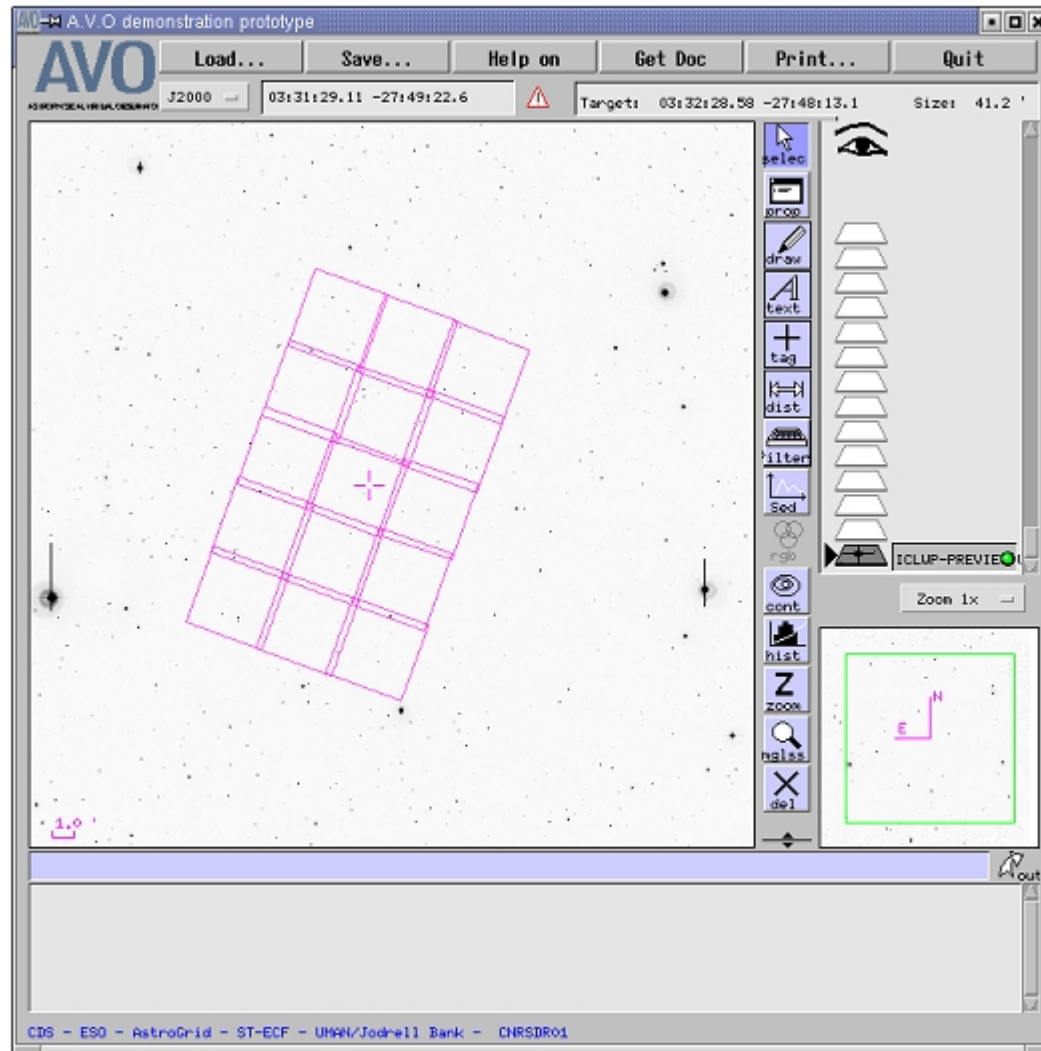 AVO A.V.O demonstration prototype
AVO
Load... Save... Help on Get Doc Print... Quit
J2000 03:31:29.11 -27:49:22.6 Target: 03:32:28.58 -27:48:13.1 Size: 41.2 '
selec
prop
draw
text
tag
dist
Filter
Sed
rgb
cont
hist
Z
zoom
mglss
del
ICLUP-PREVIE
Zoom 1x
N
E
1.0 '
out
CDS - ESO - AstroGrid - ST-ECF - UMAN/Jodrell Bank - CNRSDR01